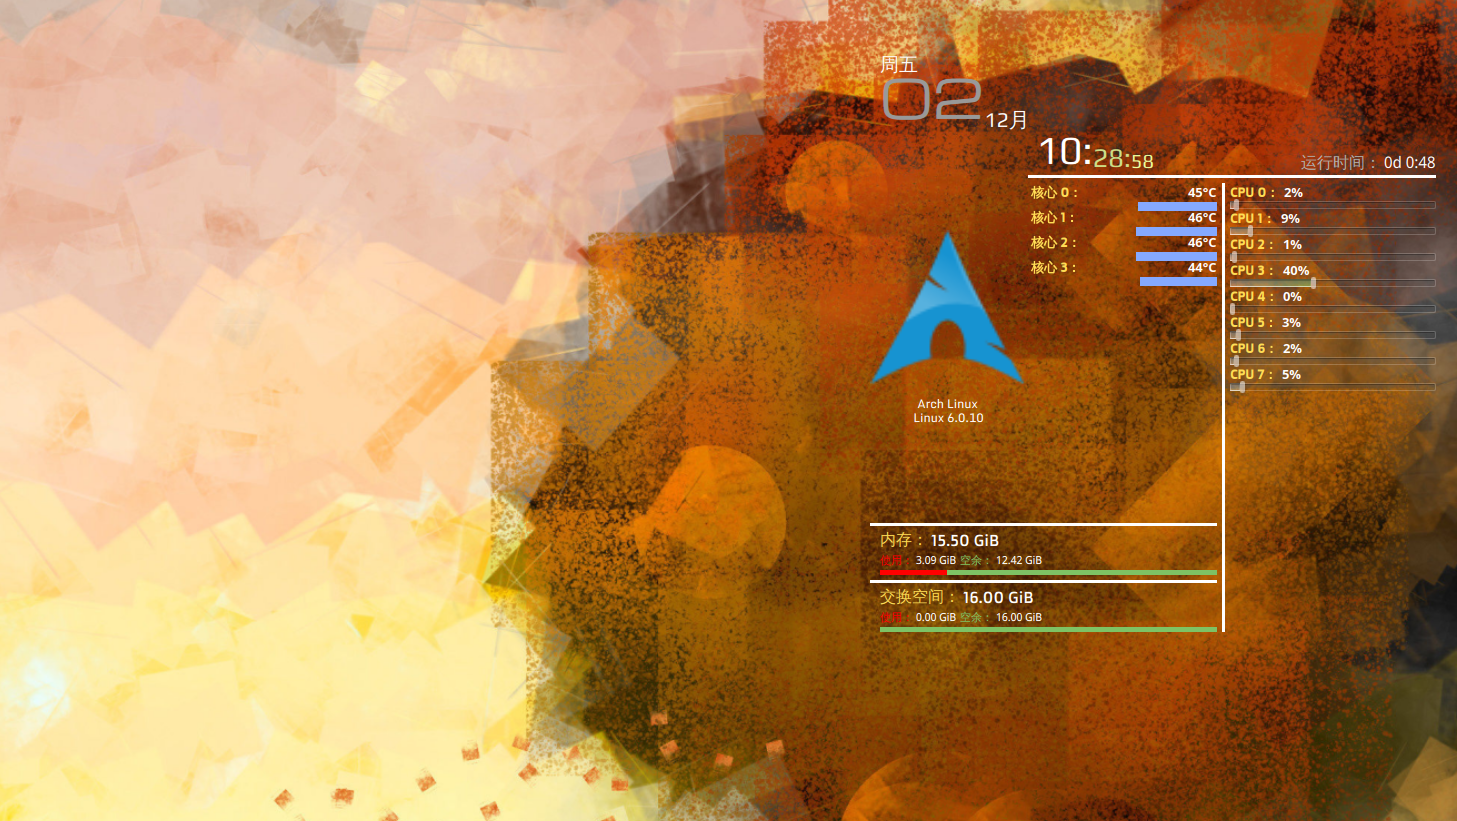 周五
02
12月
10:28:58
运行时间： 0d 0:48
核心 0： 45°C
核心 1： 46°C
核心 2： 46°C
核心 3： 44°C
CPU 0： 2%
CPU 1： 9%
CPU 2： 1%
CPU 3： 40%
CPU 4： 0%
CPU 5： 3%
CPU 6： 2%
CPU 7： 5%
Arch Linux
Linux 6.0.10
内存： 15.50 GiB
3.09 GiB 空余： 12.42 GiB
交换空间： 16.00 GiB
0.00 GiB 空余： 16.00 GiB